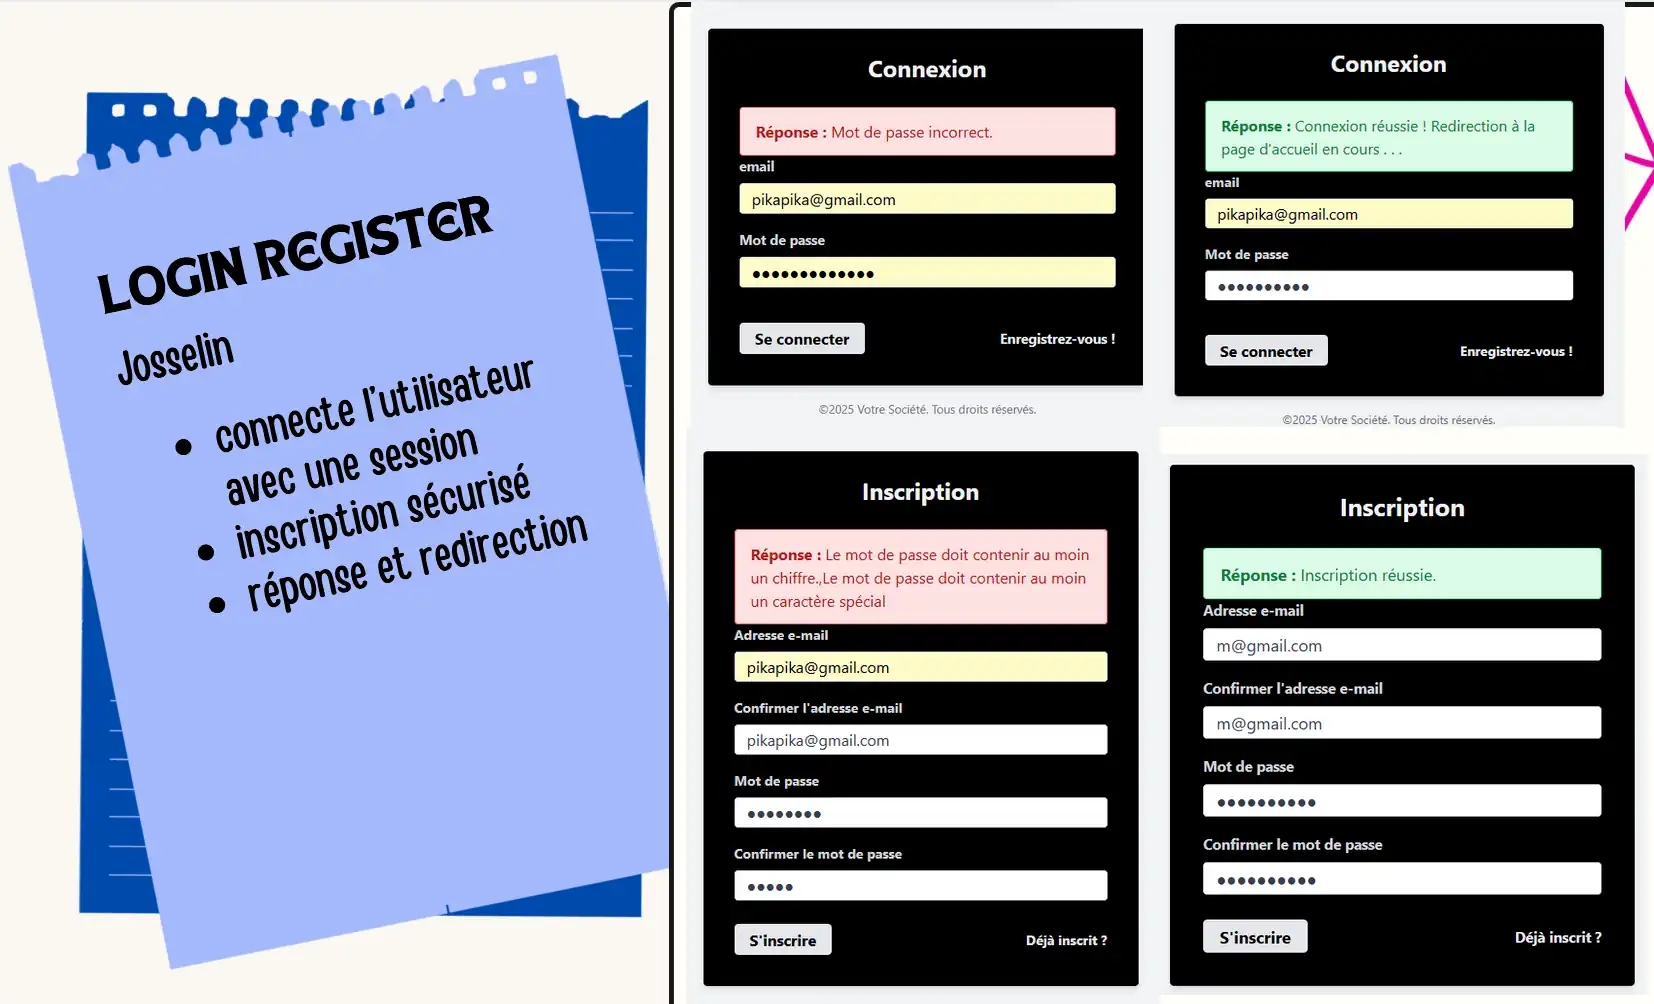 LOGIN REGISTER
Josselin
• connecte l'utilisateur
avec une session
• inscription sécurisé
• réponse et redirection
Connexion
Réponse : Mot de passe incorrect.
email
pikapika@gmail.com
Mot de passe
•••••••••••••
Se connecter
Enregistrez-vous !
©2025 Votre Société. Tous droits réservés.
Connexion
Réponse : Connexion réussie ! Redirection à la
page d'accueil en cours . . .
email
pikapika@gmail.com
Mot de passe
••••••••••
Se connecter
Enregistrez-vous !
©2025 Votre Société. Tous droits réservés.
Inscription
Réponse : Le mot de passe doit contenir au moin
un chiffre.,Le mot de passe doit contenir au moin
un caractère spécial
Adresse e-mail
pikapika@gmail.com
Confirmer l'adresse e-mail
pikapika@gmail.com
Mot de passe
••••••••
Confirmer le mot de passe
•••••
S'inscrire
Déjà inscrit ?
Inscription
Réponse : Inscription réussie.
Adresse e-mail
m@gmail.com
Confirmer l'adresse e-mail
m@gmail.com
Mot de passe
••••••••••
Confirmer le mot de passe
••••••••••
S'inscrire
Déjà inscrit ?